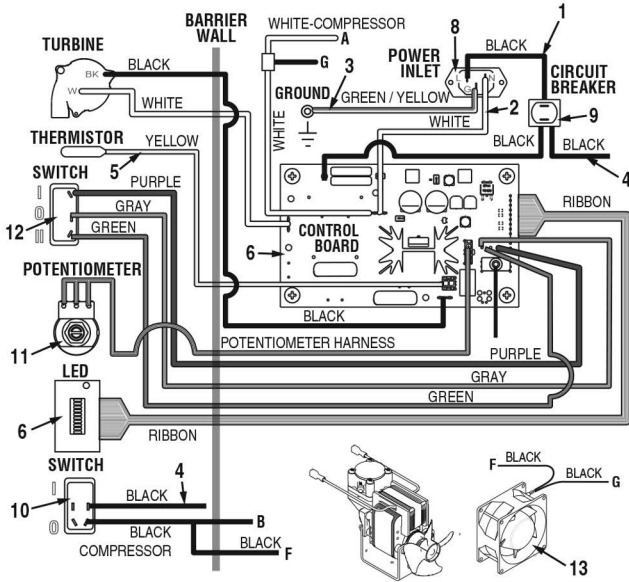 BARRIER
WALL
WHITE-COMPRESSOR
A
G
8
1
TURBINE
BK
W
BLACK
WHITE
POWER
INLET
L
N
G
BLACK
CIRCUIT
BREAKER
9
3
GROUND
GREEN / YELLOW
2
WHITE
WHITE
THERMISTOR
YELLOW
5
BLACK
BLACK
4
SWITCH
I
O
II
12
PURPLE
GRAY
GREEN
CONTROL
BOARD
6
RIBBON
POTENTIOMETER
11
BLACK
POTENTIOMETER HARNESS
PURPLE
GRAY
GREEN
LED
6
RIBBON
SWITCH
I
O
10
BLACK
4
B
BLACK
COMPRESSOR
BLACK
F
BLACK
F
BLACK
G
13